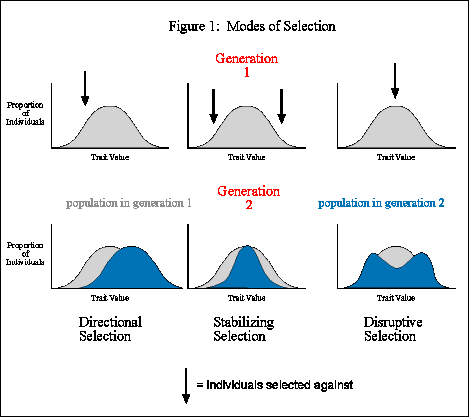 Figure 1: Modes of Selection
Generation
1
Proportion
of
Individuals
Trait Value
Trait Value
Trait Value
population in generation 1
Generation
2
population in generation 2
Proportion
of
Individuals
Trait Value
Trait Value
Trait Value
Directional
Selection
Stabilizing
Selection
Disruptive
Selection
= individuals selected against